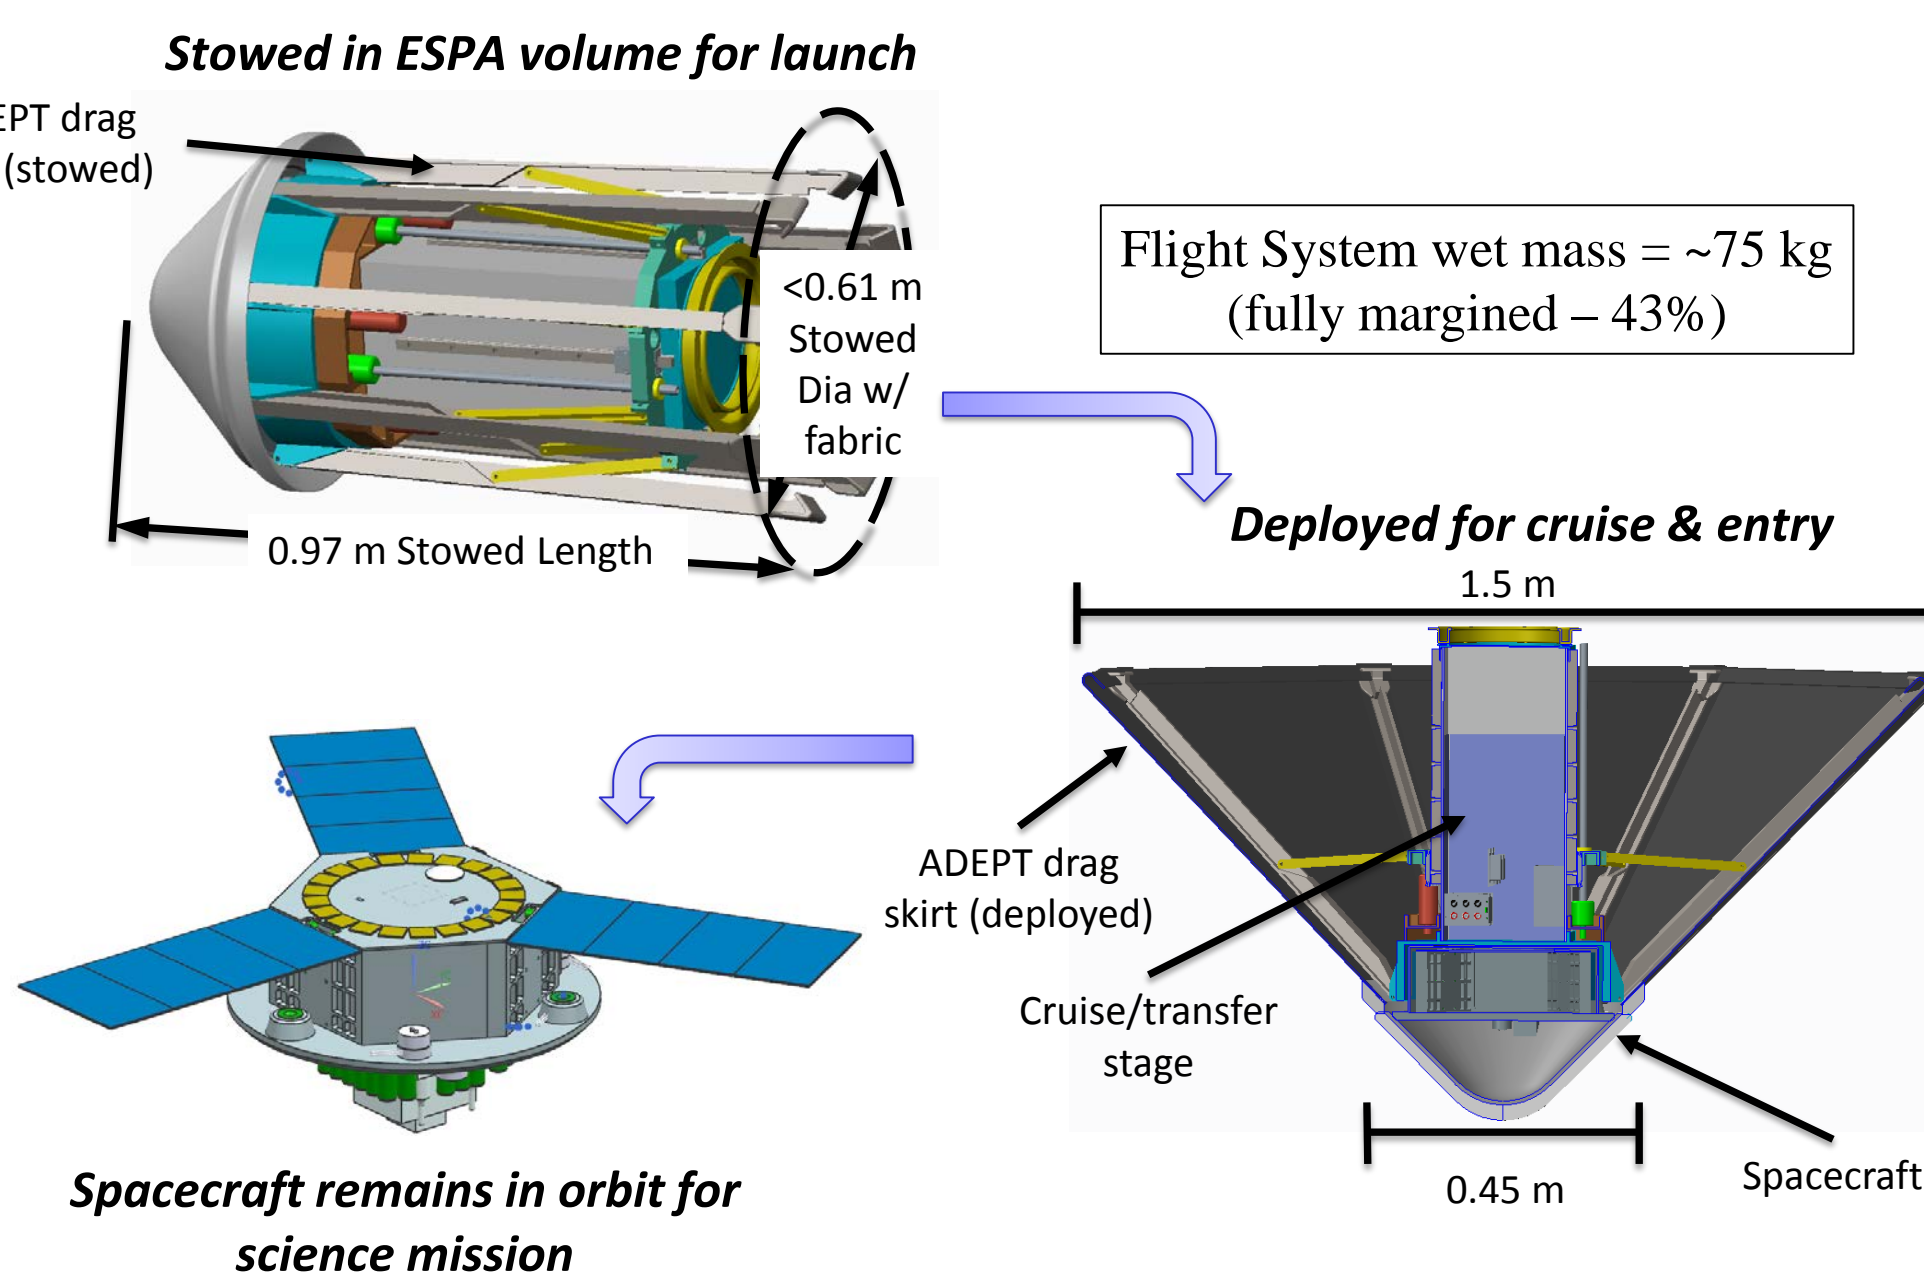 Stowed in ESPA volume for launch
EPT drag
(stowed)
<0.61 m
Stowed
Dia w/
fabric
0.97 m Stowed Length
Flight System wet mass = ~75 kg
(fully margined – 43%)
Deployed for cruise & entry
1.5 m
ADEPT drag
skirt (deployed)
Cruise/transfer
stage
0.45 m
Spacecraft
Spacecraft remains in orbit for
science mission